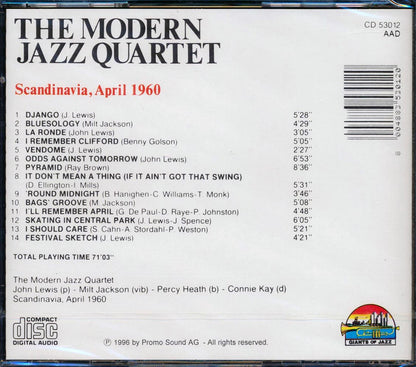 THE MODERN
JAZZ QUARTET
CD 53012
AAD
Scandinavia, April 1960
1 DJANGO (J. Lewis) 5'28"
2 BLUESOLOGY (Milt Jackson) 4'29"
3 LA RONDE (John Lewis) 3'05"
4 I REMEMBER CLIFFORD (Benny Golson) 5'05"
5 VENDOME (J. Lewis) 2'27"
6 ODDS AGAINST TOMORROW (John Lewis) 6'53"
7 PYRAMID (Ray Brown) 8'36"
8 IT DON'T MEAN A THING (IF IT AIN'T GOT THAT SWING)
(D. Ellington-I. Mills) 5'31"
9 'ROUND MIDNIGHT (B. Hanighen-C. Williams-T. Monk) 3'46"
10 BAGS' GROOVE (M. Jackson) 5'08"
11 I'LL REMEMBER APRIL (G. De Paul-D. Raye-P. Johnston) 4'48"
12 SKATING IN CENTRAL PARK (J. Lewis-J. Spence) 6'05"
13 I SHOULD CARE (S. Cahn-A. Stordahl-P. Weston) 5'21"
14 FESTIVAL SKETCH (J. Lewis) 4'21"
TOTAL PLAYING TIME 71'03"
8 004883 530120
The Modern Jazz Quartet
John Lewis (p) - Milt Jackson (vib) - Percy Heath (b) - Connie Kay (d)
Scandinavia, April 1960
COMPACT
disc
DIGITAL AUDIO
℗ 1996 by Promo Sound AG - All rights reserved.
GIANTS OF JAZZ